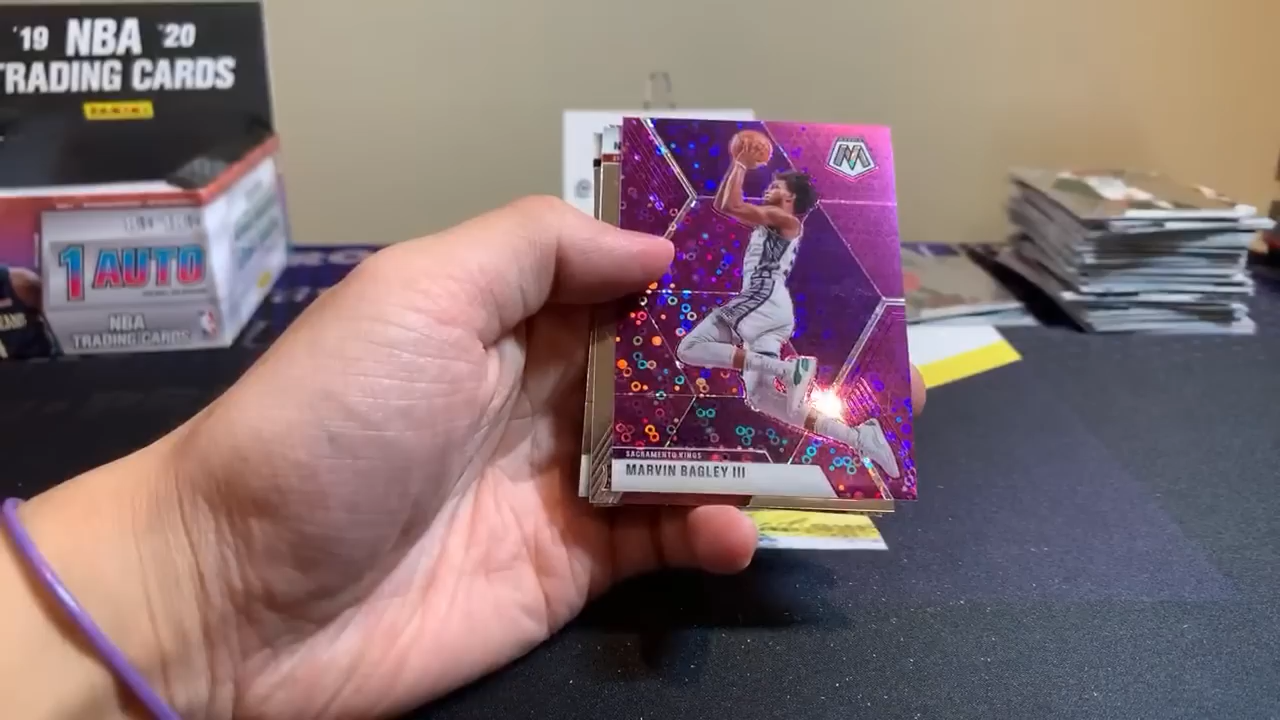 '19 NBA '20
TRADING CARDS
PANINI
1 AUTO
NBA
TRADING CARDS
SACRAMENTO KINGS
MARVIN BAGLEY III